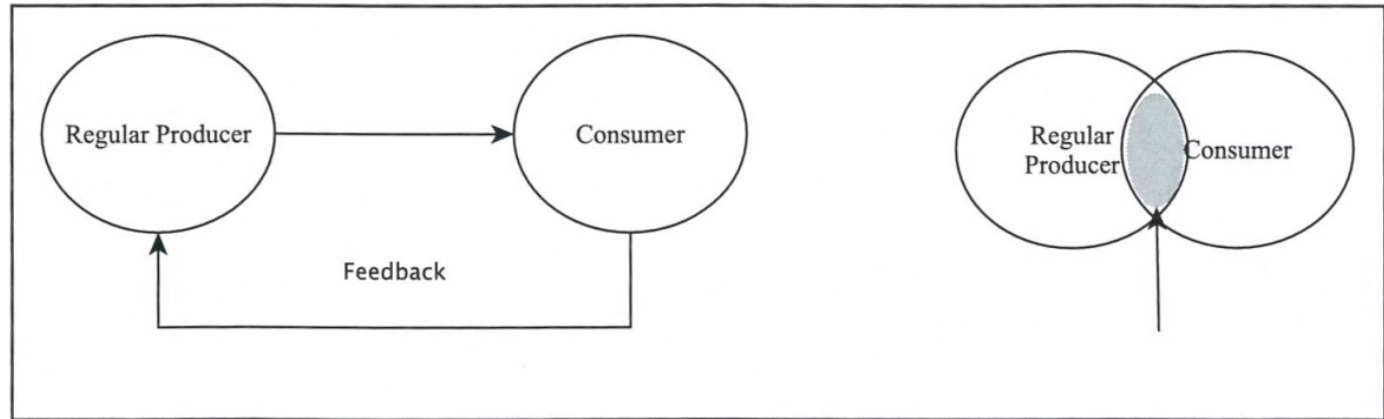 Regular Producer
Consumer
Feedback
Regular
Producer
Consumer